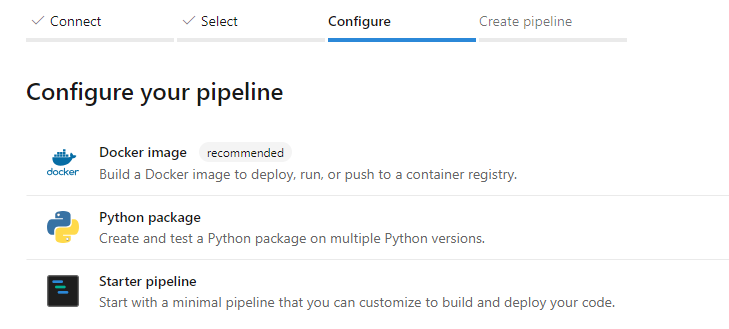 Connect Select Configure Create pipeline
Configure your pipeline
Docker image recommended
docker Build a Docker image to deploy, run, or push to a container registry.
Python package
Create and test a Python package on multiple Python versions.
Starter pipeline
Start with a minimal pipeline that you can customize to build and deploy your code.